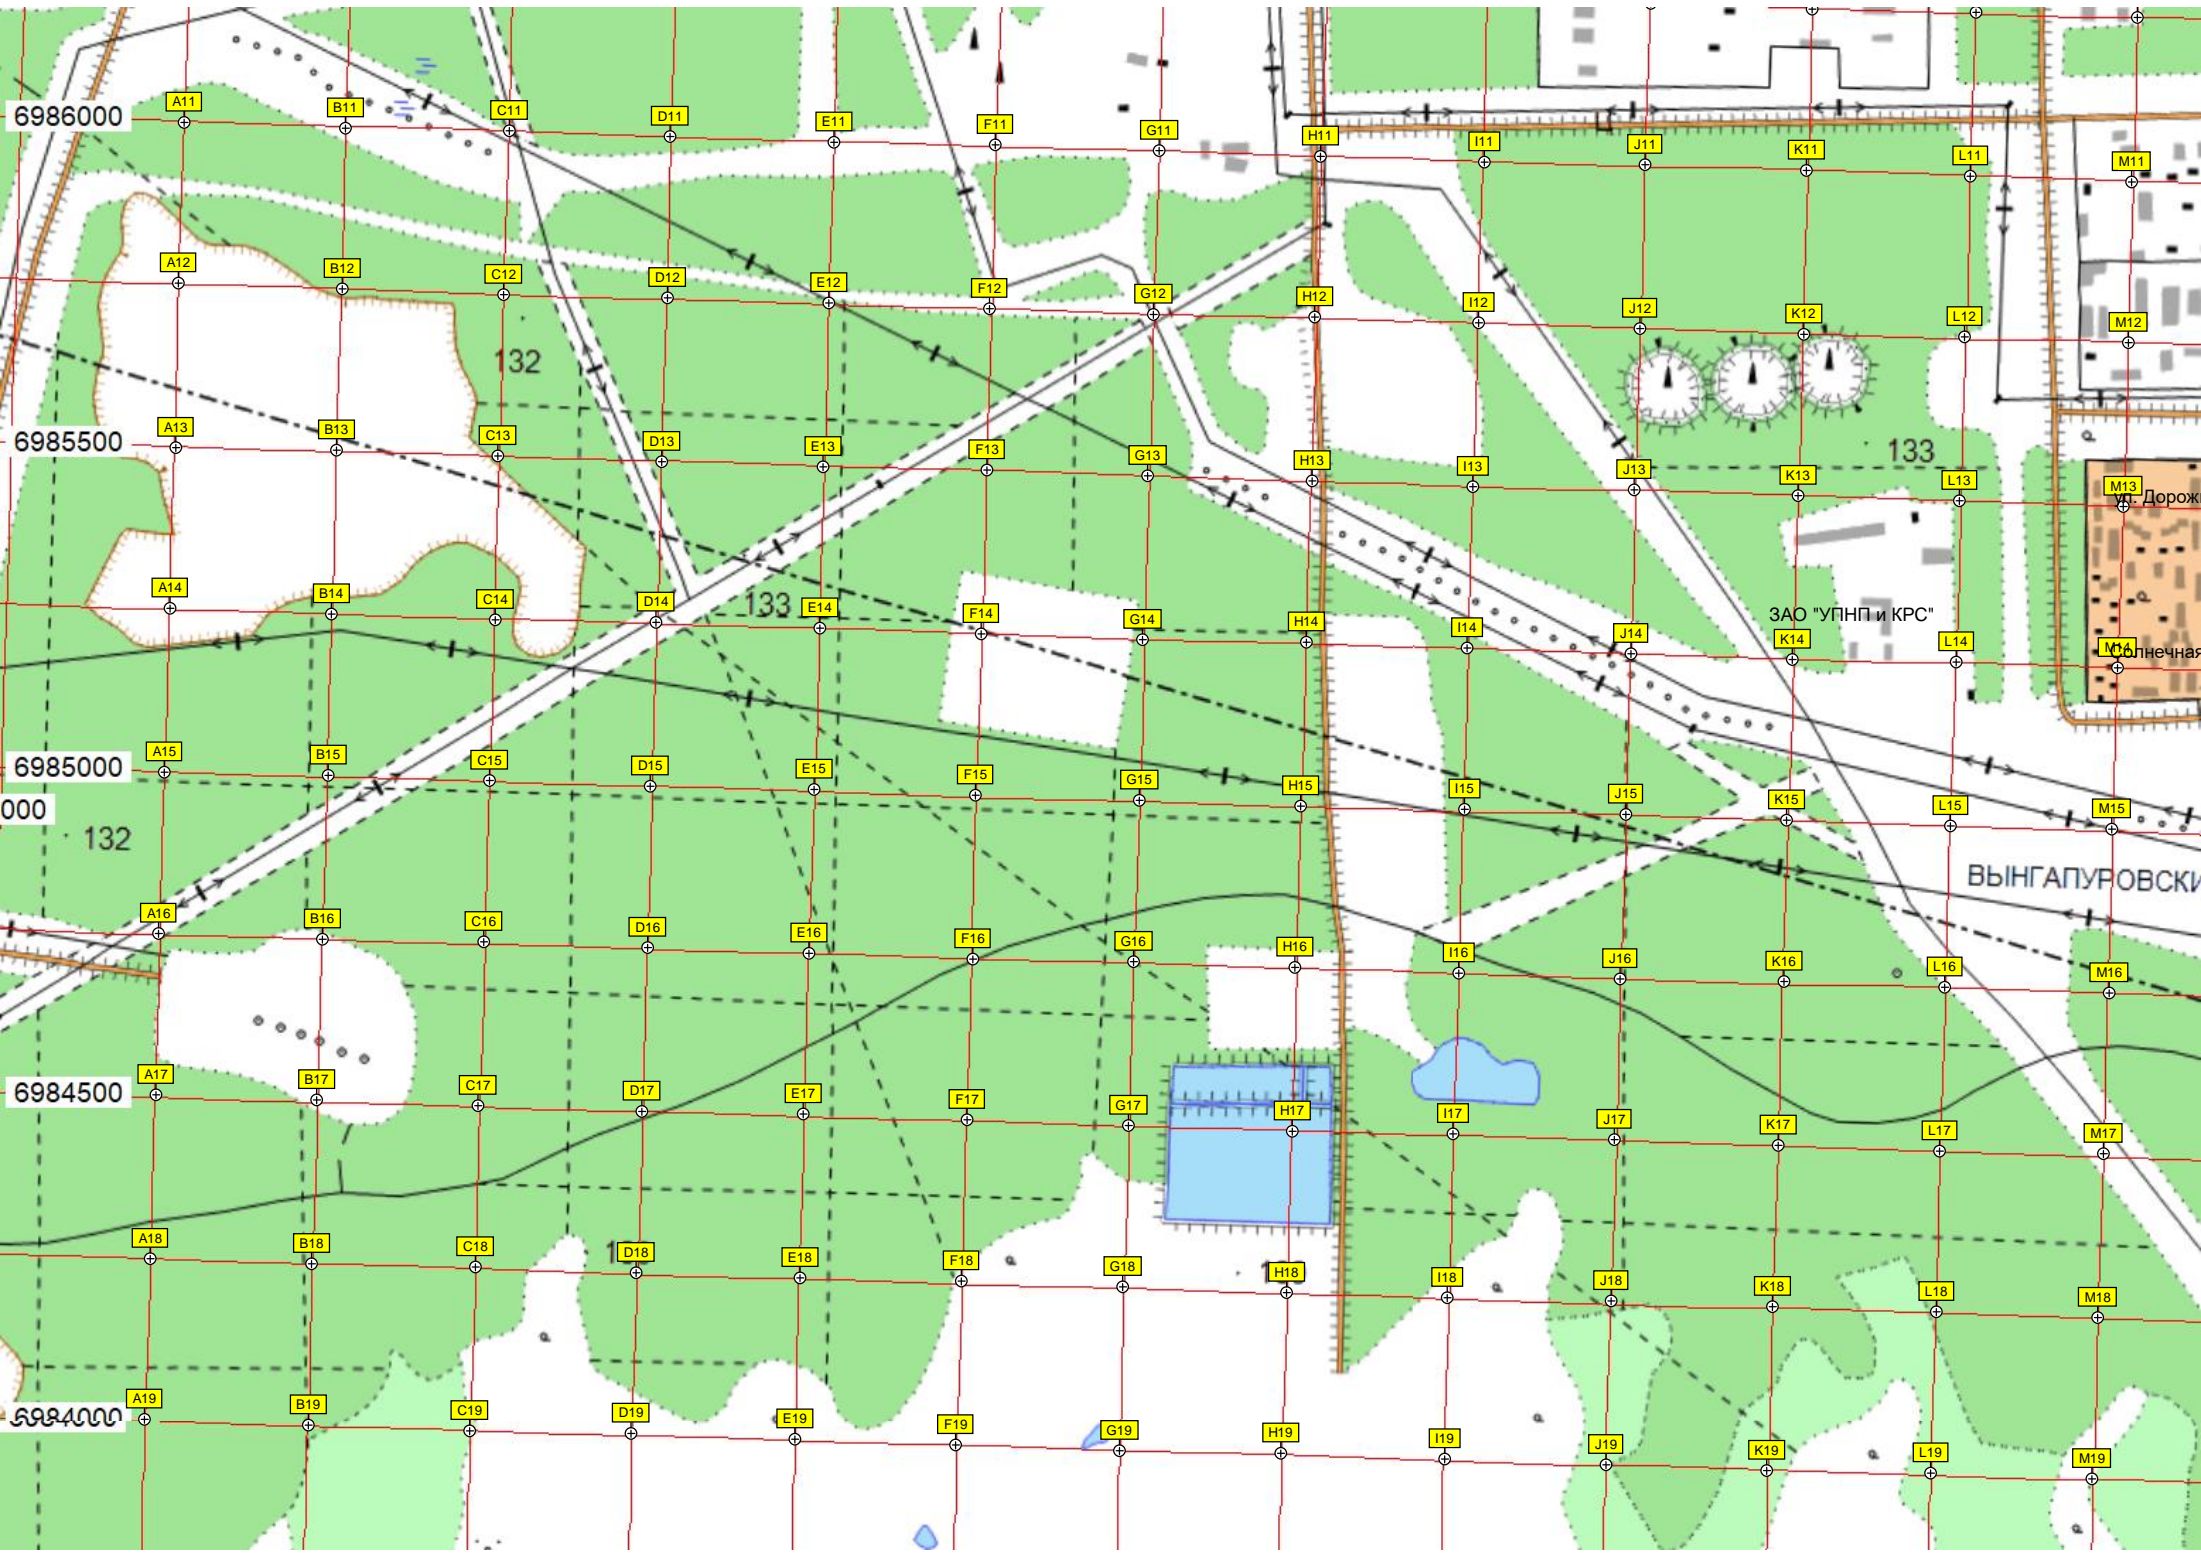 A11 B11 C11 D11 E11 F11 G11 H11 I11 J11 K11 L11 M11
6986000
A12 B12 C12 D12 E12 F12 G12 H12 I12 J12 K12 L12 M12
132
6985500
A13 B13 C13 D13 E13 F13 G13 H13 I13 J13 K13 L13 M13
133
ул. Дорож
A14 B14 C14 D14 E14 F14 G14 H14 I14 J14 K14 L14 M14
133
ЗАО "УПНП и КРС"
Солнечная
6985000
A15 B15 C15 D15 E15 F15 G15 H15 I15 J15 K15 L15 M15
000
132
ВЫНГАПУРОВСКИ
A16 B16 C16 D16 E16 F16 G16 H16 I16 J16 K16 L16 M16
6984500
A17 B17 C17 D17 E17 F17 G17 H17 I17 J17 K17 L17 M17
A18 B18 C18 D18 E18 F18 G18 H18 I18 J18 K18 L18 M18
6984000
A19 B19 C19 D19 E19 F19 G19 H19 I19 J19 K19 L19 M19